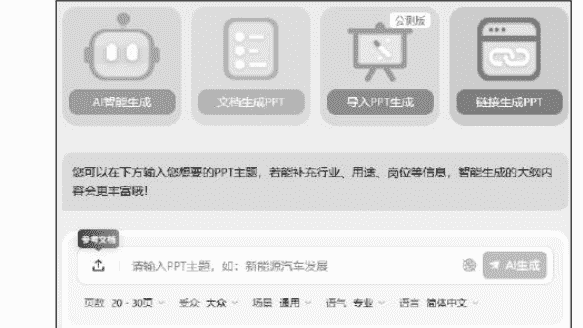 公测版
AI智能生成
文档生成PPT
导入PPT生成
链接生成PPT
您可以在下方输入您想要的PPT主题，若能补充行业、用途、岗位等信息，智能生成的大纲内
容会更丰富哦！
参考文档
请输入PPT主题，如：新能源汽车发展
AI生成
页数 20 - 30页 受众 大众 场景 通用 语气 专业 语言 简体中文